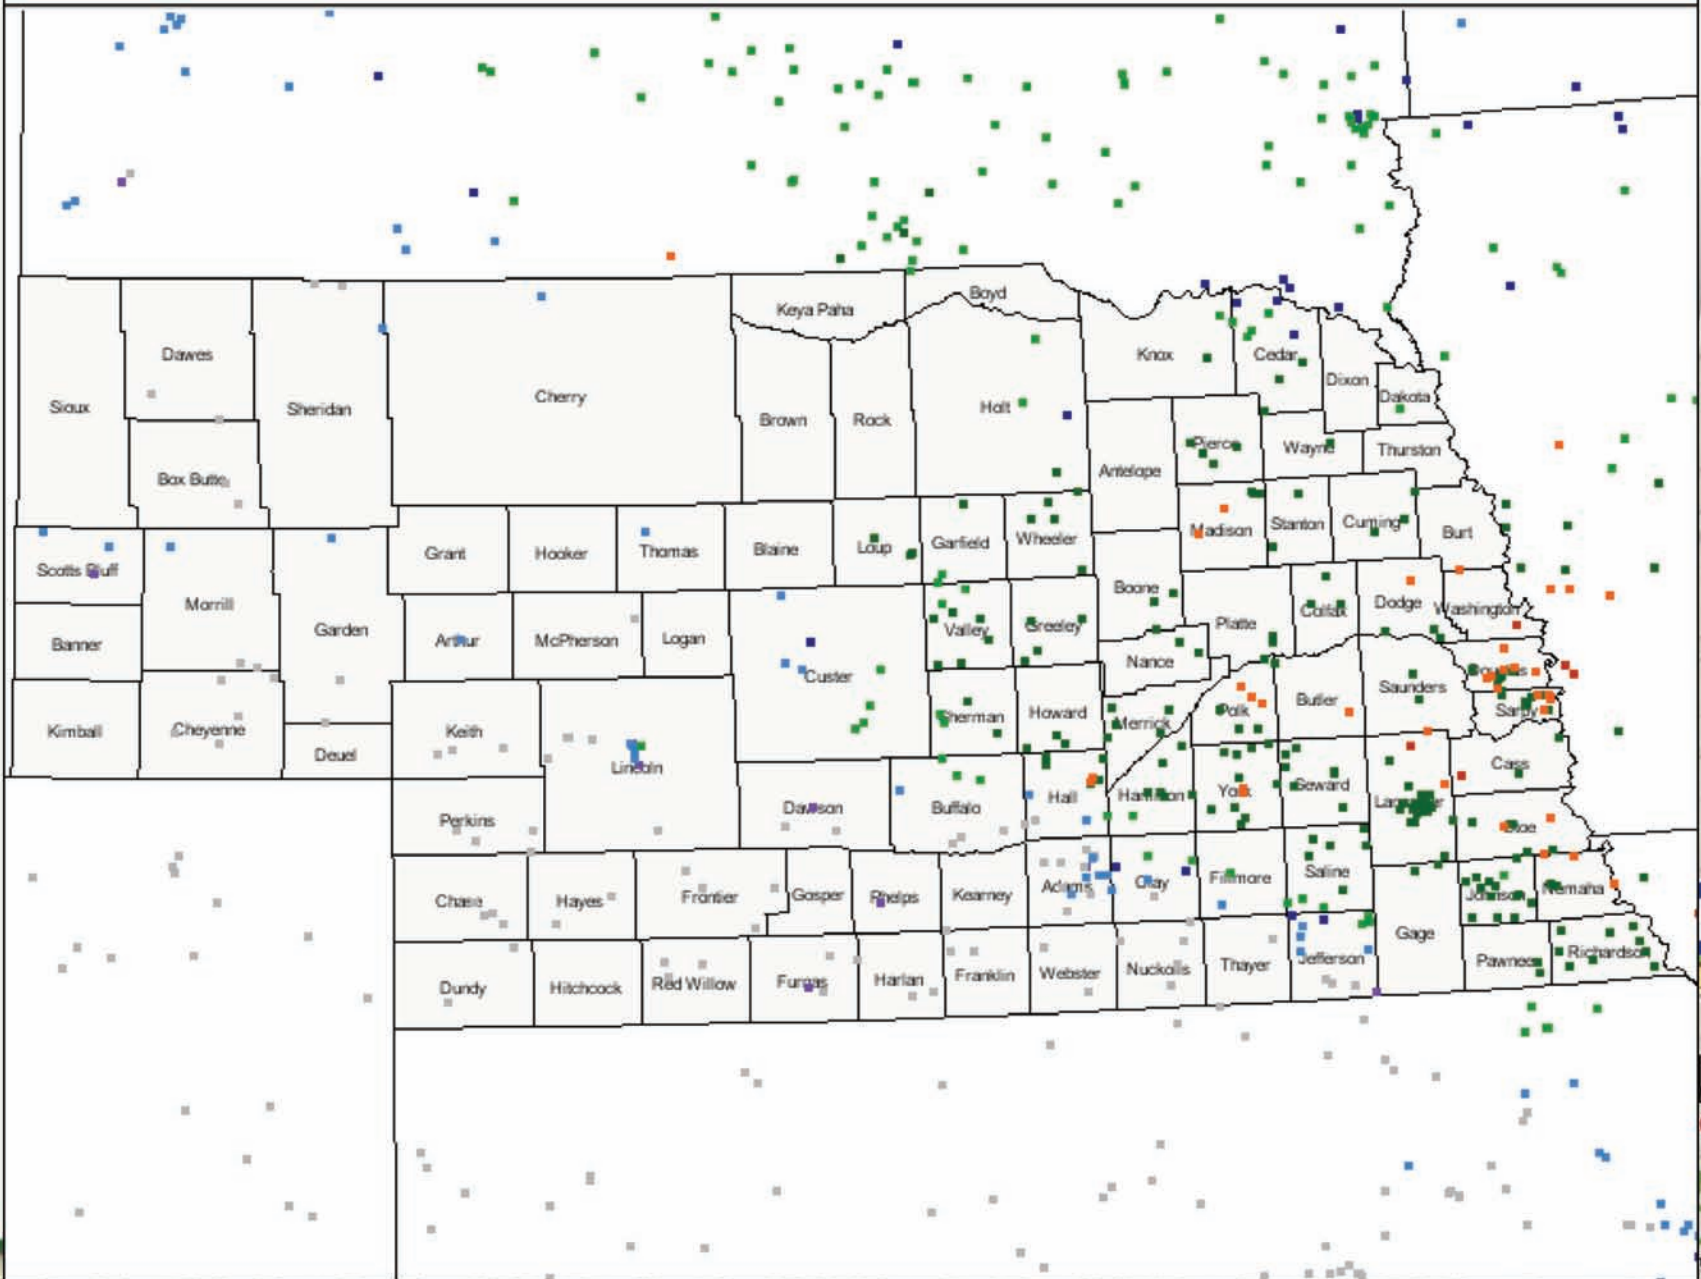 Boyd
Keya Paha
Dawes
Knox
Cedar
Dixon
Cherry
Dakota
Sioux
Sheridan
Holt
Brown
Rock
Pierce
Wayne
Thurston
Antelope
Box Butte
Madison
Stanton
Cuming
Burt
Grant
Hooker
Thomas
Blaine
Loup
Garfield
Wheeler
Scotts Bluff
Boone
Morrill
Dodge
Washington
Colfax
Garden
Arthur
McPherson
Logan
Valley
Greeley
Platte
Banner
Nance
Douglas
Custer
Saunders
Butler
Kimball
Cheyenne
Keith
Sherman
Howard
Merrick
Polk
Sarpy
Deuel
Lincoln
Cass
Dawson
Buffalo
Hall
Hamilton
York
Seward
Lancaster
Perkins
Otoe
Chase
Hayes
Frontier
Gosper
Phelps
Kearney
Adams
Clay
Fillmore
Saline
Johnson
Nemaha
Gage
Dundy
Hitchcock
Red Willow
Furnas
Harlan
Franklin
Webster
Nuckolls
Thayer
Jefferson
Pawnee
Richardson